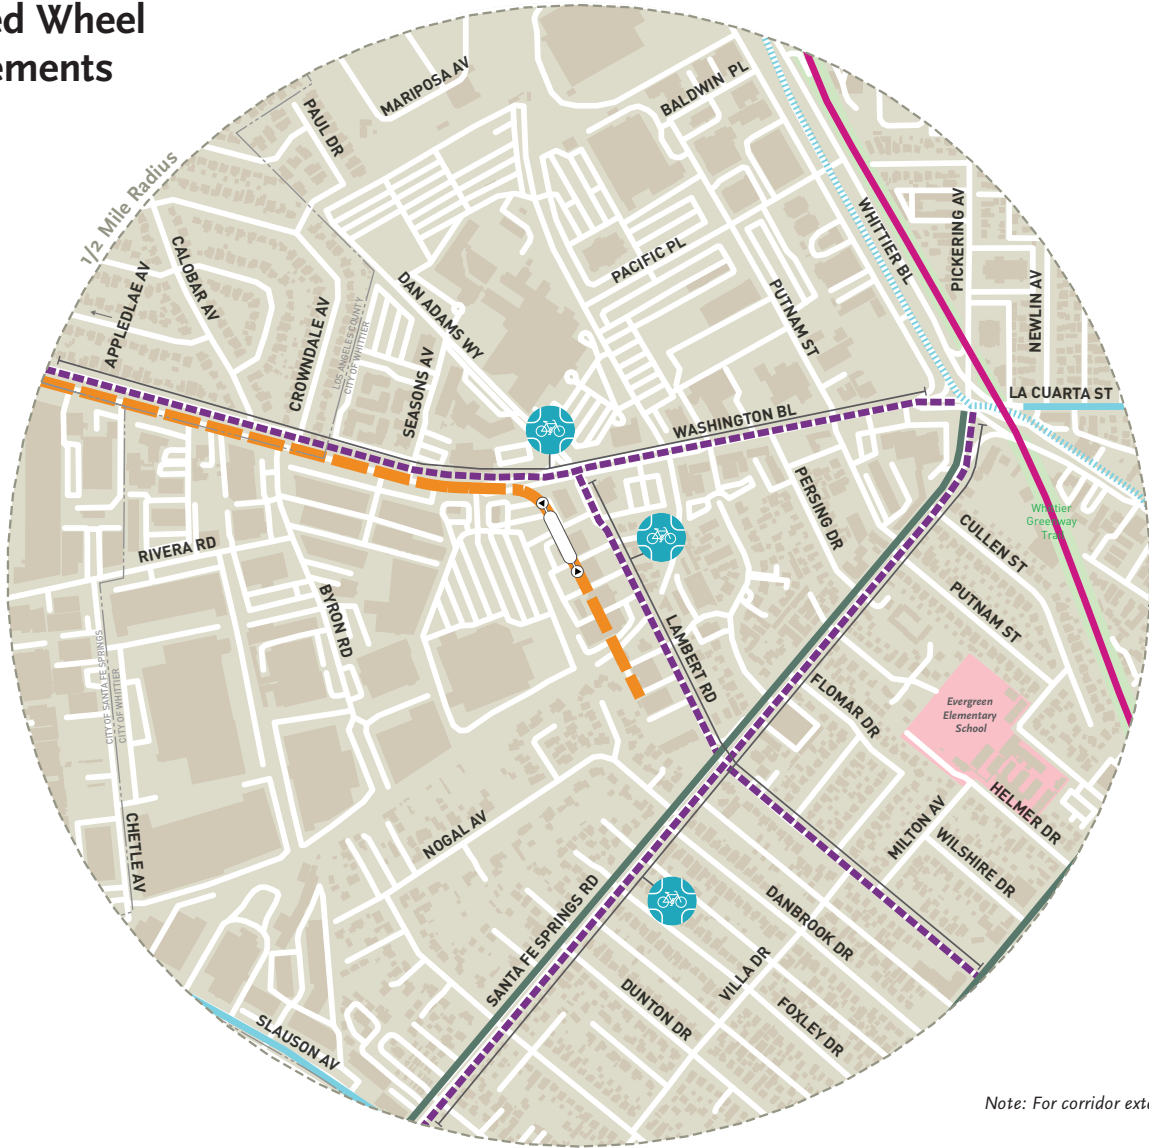 ed Wheel
ements
1/2 Mile Radius
MARIPOSA AV
PAUL DR
BALDWIN PL
CALOBAR AV
APPLEDLAE AV
CROWNDALE AV
LOS ANGELES COUNTY
CITY OF WHITTIER
DAN ADAMS WY
SEASONS AV
PACIFIC PL
PUTNAM ST
WHITTIER BL
PICKERING AV
NEWLIN AV
LA CUARTA ST
WASHINGTON BL
PERSING DR
Whittier
Greenway
Trail
CULLEN ST
PUTNAM ST
RIVERA RD
BYRON RD
LAMBERT RD
CITY OF SANTA FE SPRINGS
CITY OF WHITTIER
FLOMAR DR
Evergreen
Elementary
School
HELMER DR
MILTON AV
WILSHIRE DR
CHETLE AV
NOGAL AV
SANTA FE SPRINGS RD
DANBROOK DR
VILLA DR
DUNTON DR
FOXLEY DR
SLAUSON AV
Note: For corridor exte